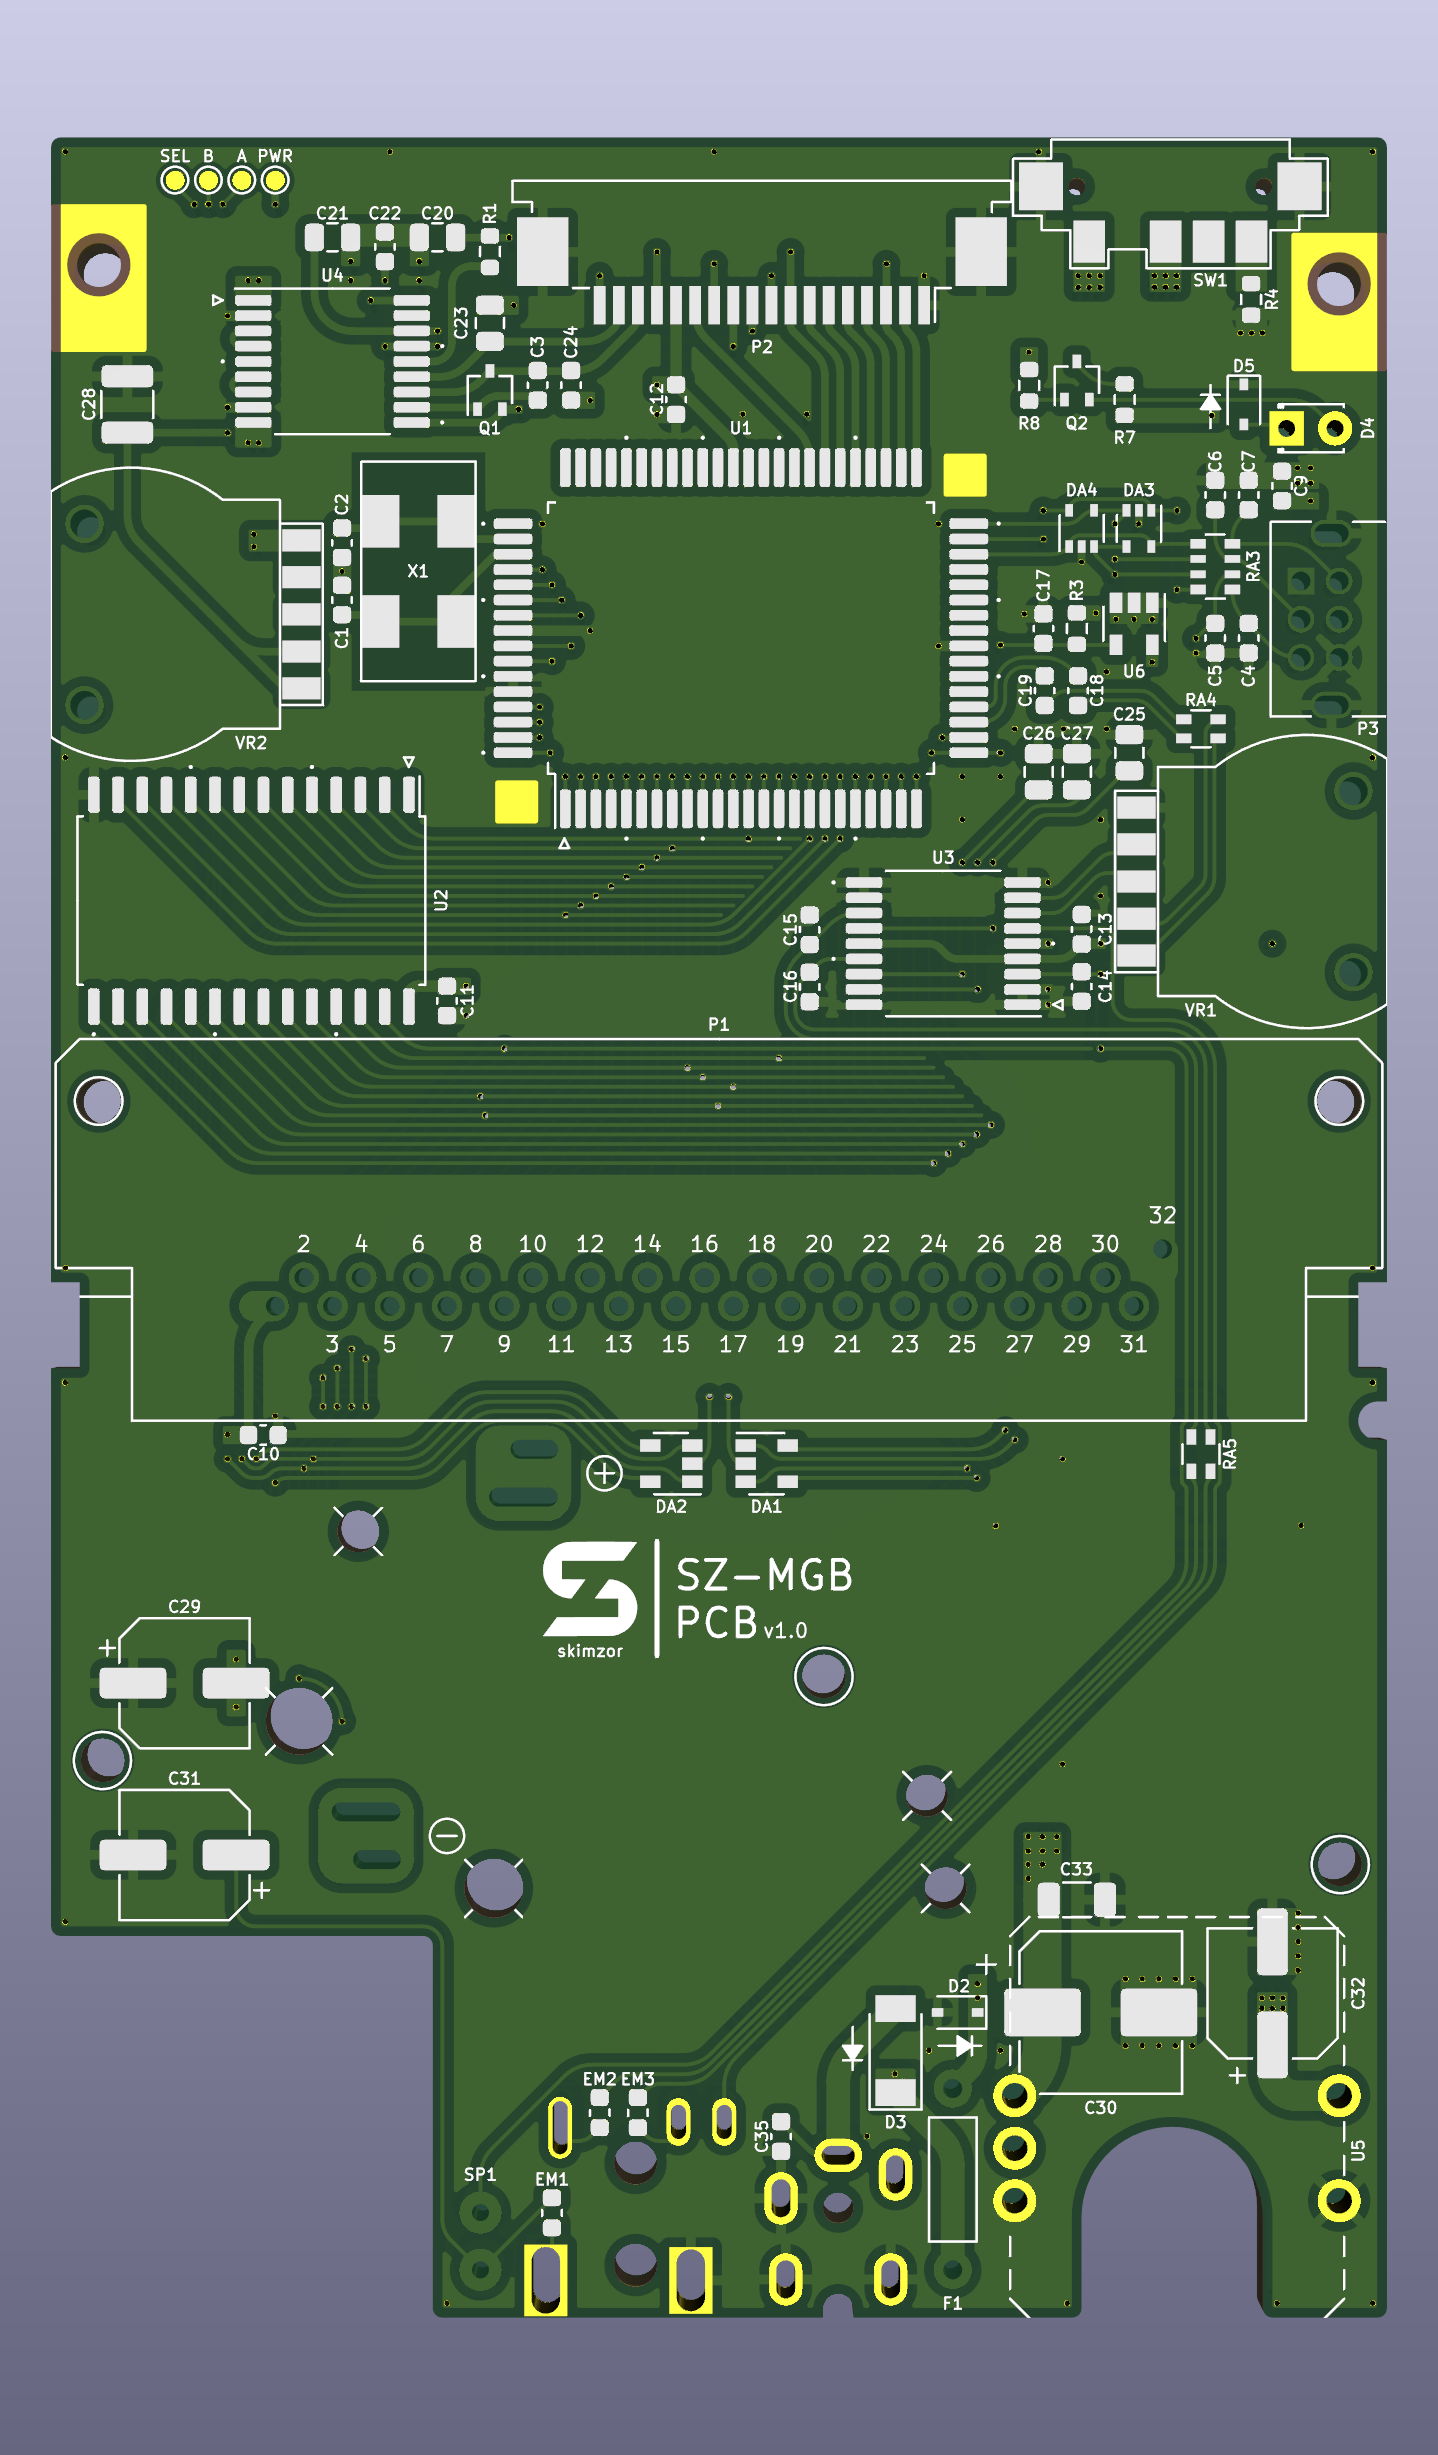 SEL B A PWR
C21 C22 C20 R1
U4
SW1
R4
C23
C3 C24
P2
C28
C12
D5
Q1
U1
R8 Q2 R7
D4
C6 C7
C9
C2
DA4 DA3
X1
RA3
C17 R3
C1
U6
C5 C4
C19 C18
RA4
VR2
C25
P3
C26 C27
U3
U2
C15
C13
C16
C14
C11
VR1
P1
32
2 4 6 8 10 12 14 16 18 20 22 24 26 28 30
3 5 7 9 11 13 15 17 19 21 23 25 27 29 31
C10
RA5
+
DA2 DA1
SZ-MGB
PCB v1.0
skimzor
C29
+
C31
−
C33
+
+
D2
C32
+
EM2 EM3
C30
D3
C35
U5
SP1
EM1
F1